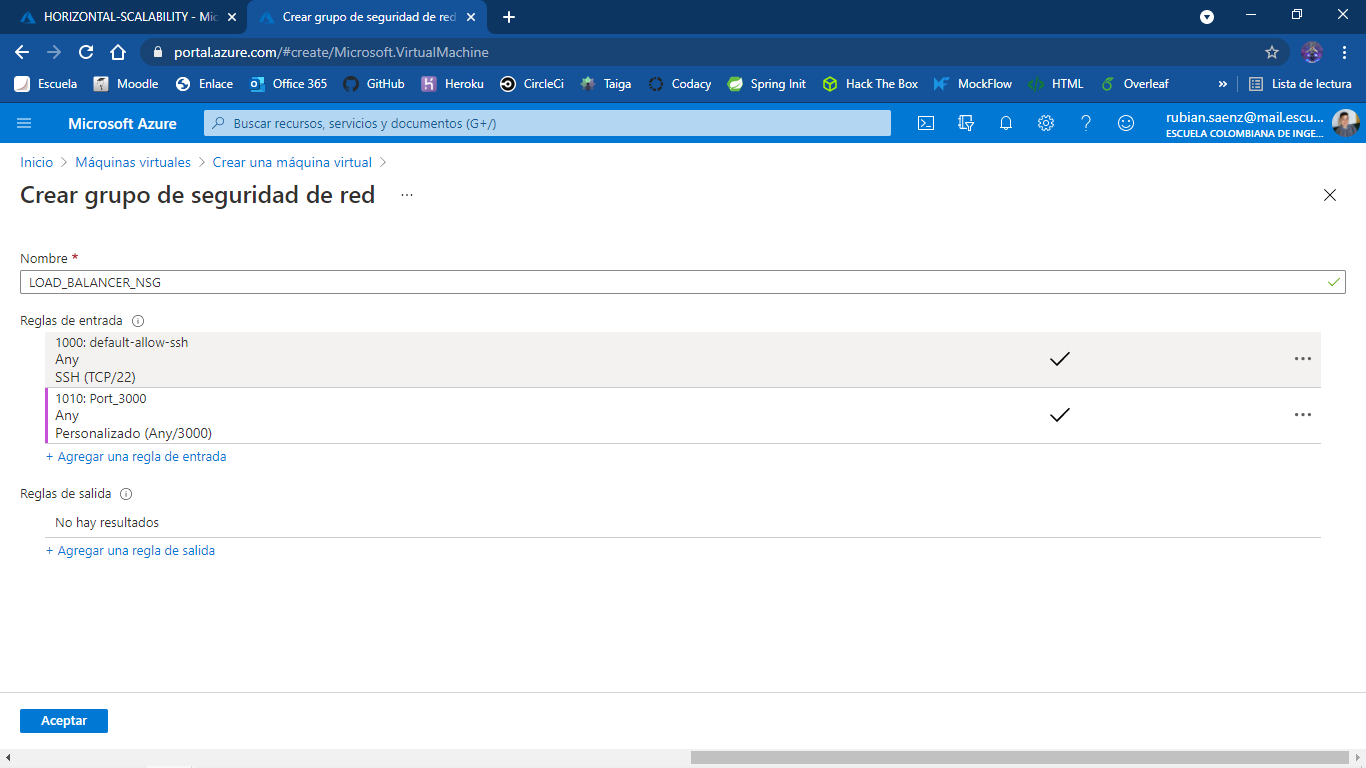 HORIZONTAL-SCALABILITY - Mic
Crear grupo de seguridad de red
portal.azure.com/#create/Microsoft.VirtualMachine
Escuela
Moodle
Enlace
Office 365
GitHub
Heroku
CircleCi
Taiga
Codacy
Spring Init
Hack The Box
MockFlow
HTML
Overleaf
»
Lista de lectura
Microsoft Azure
Buscar recursos, servicios y documentos (G+/)
rubian.saenz@mail.escu...
ESCUELA COLOMBIANA DE INGE...
Inicio > Máquinas virtuales > Crear una máquina virtual >
Crear grupo de seguridad de red ...
Nombre *
LOAD_BALANCER_NSG
Reglas de entrada
1000: default-allow-ssh
Any
SSH (TCP/22)
1010: Port_3000
Any
Personalizado (Any/3000)
+ Agregar una regla de entrada
Reglas de salida
No hay resultados
+ Agregar una regla de salida
Aceptar